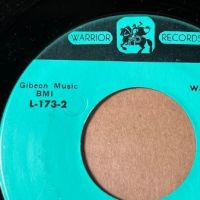 WARRIOR RECORDS
Gibeon Music
BMI
L-173-2